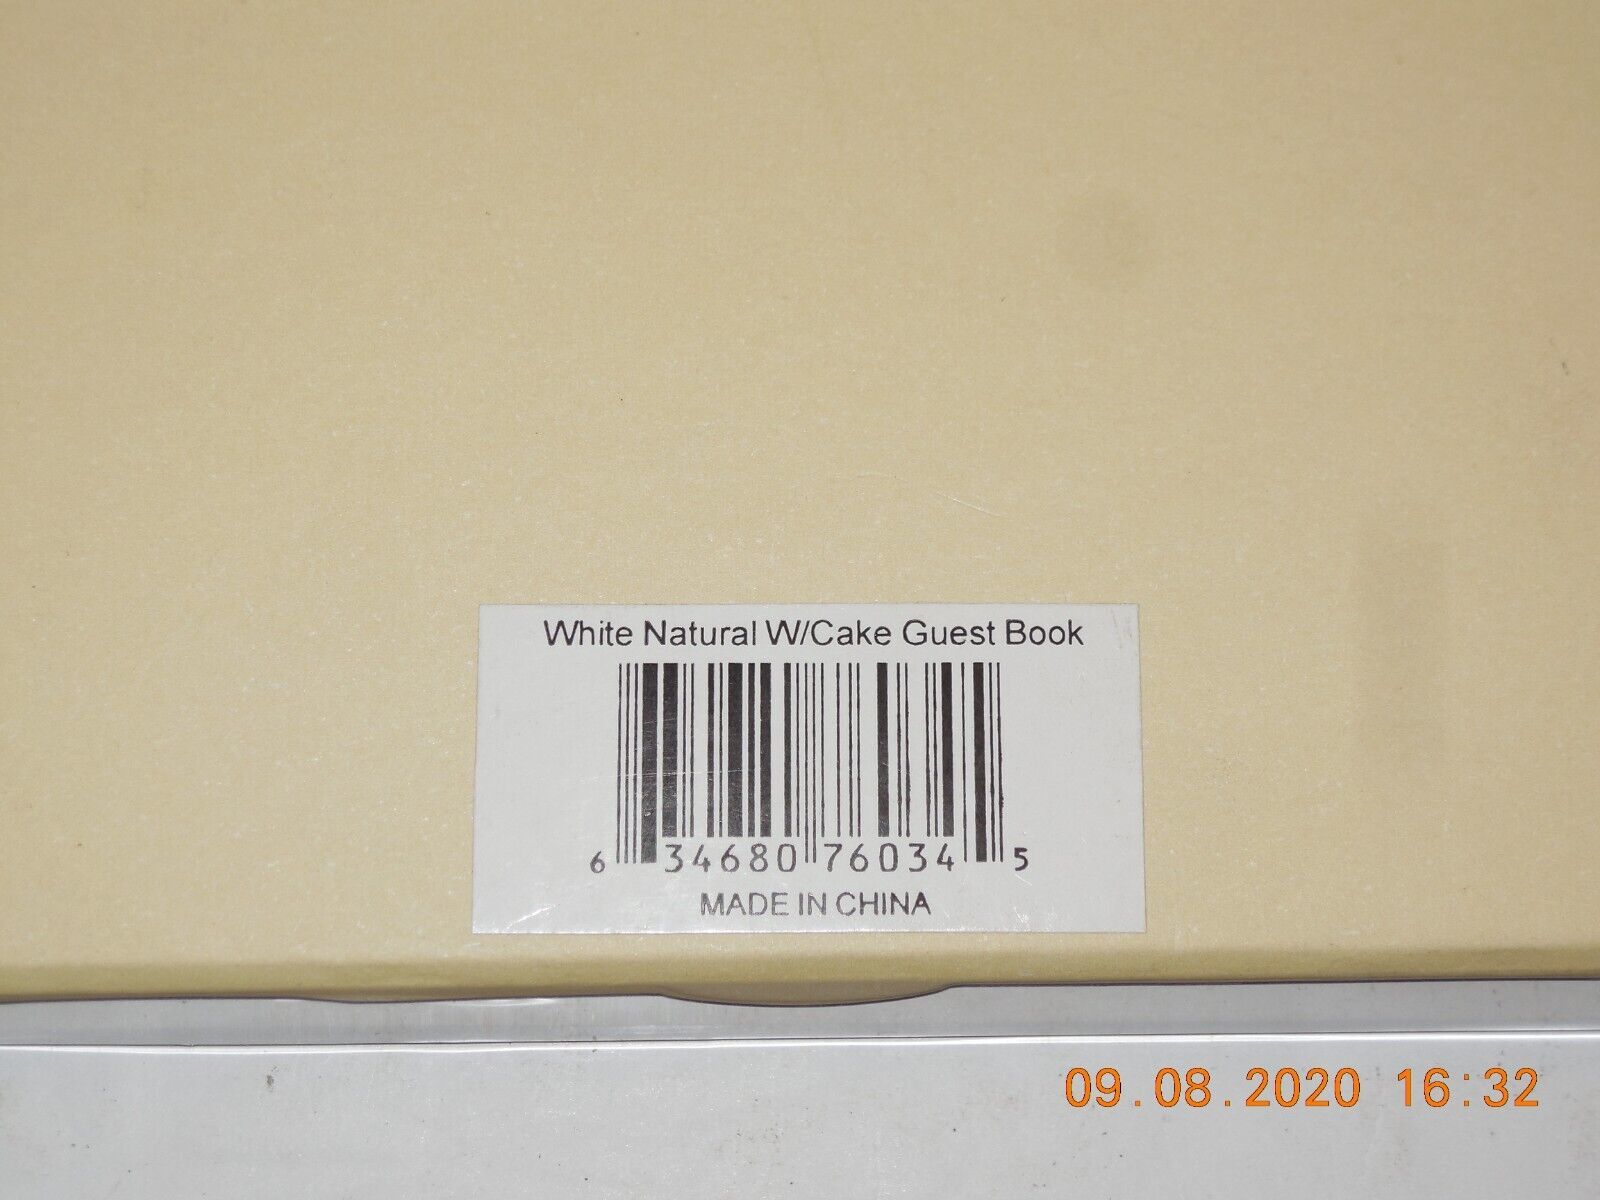 White Natural W/Cake Guest Book
6 34680 76034 5
MADE IN CHINA
09.08.2020 16:32